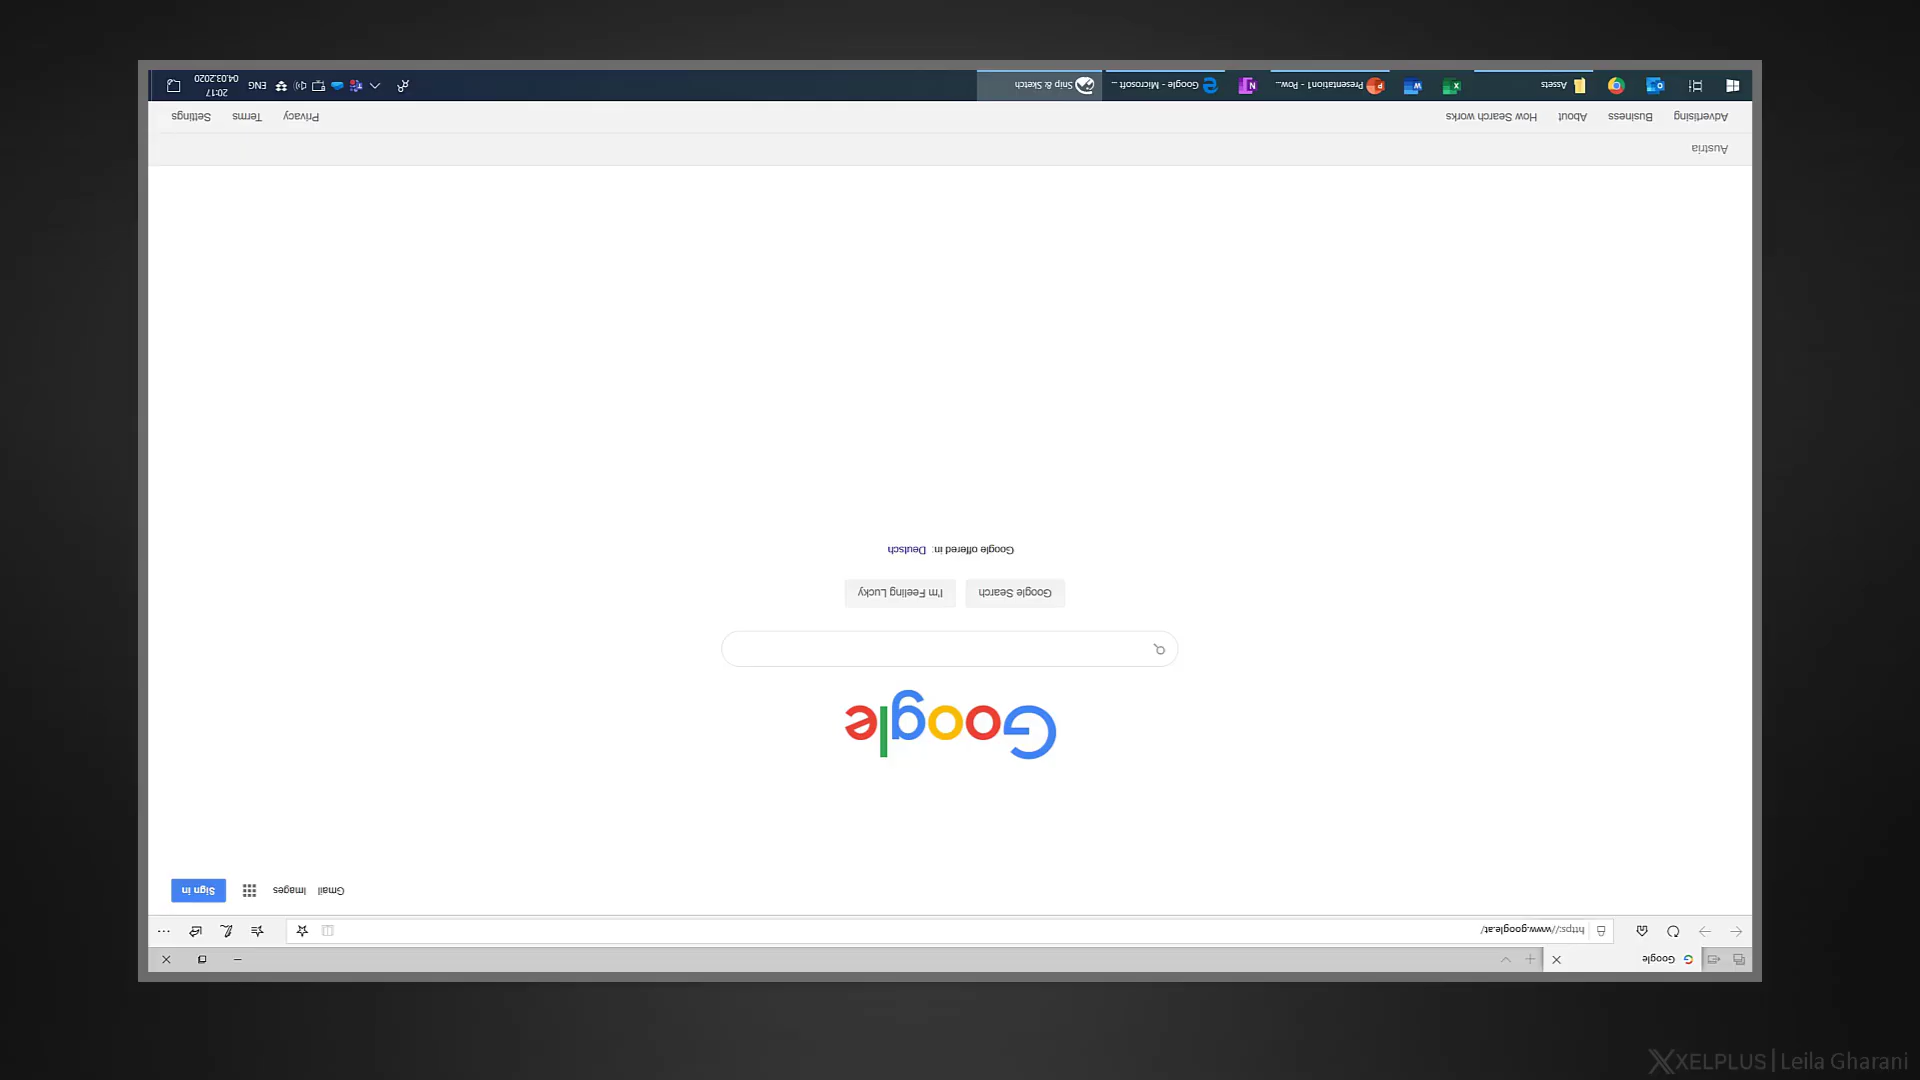 Google
https://www.google.at/
Gmail Images Sign in
Google
Google Search I'm Feeling Lucky
Google offered in: Deutsch
Austria
Advertising Business About How Search works Privacy Terms Settings
Assets Presentation1 - Pow... Google - Microsoft ... Snip & Sketch ENG 20:17
04.03.2020
XELPLUS | Leila Gharani